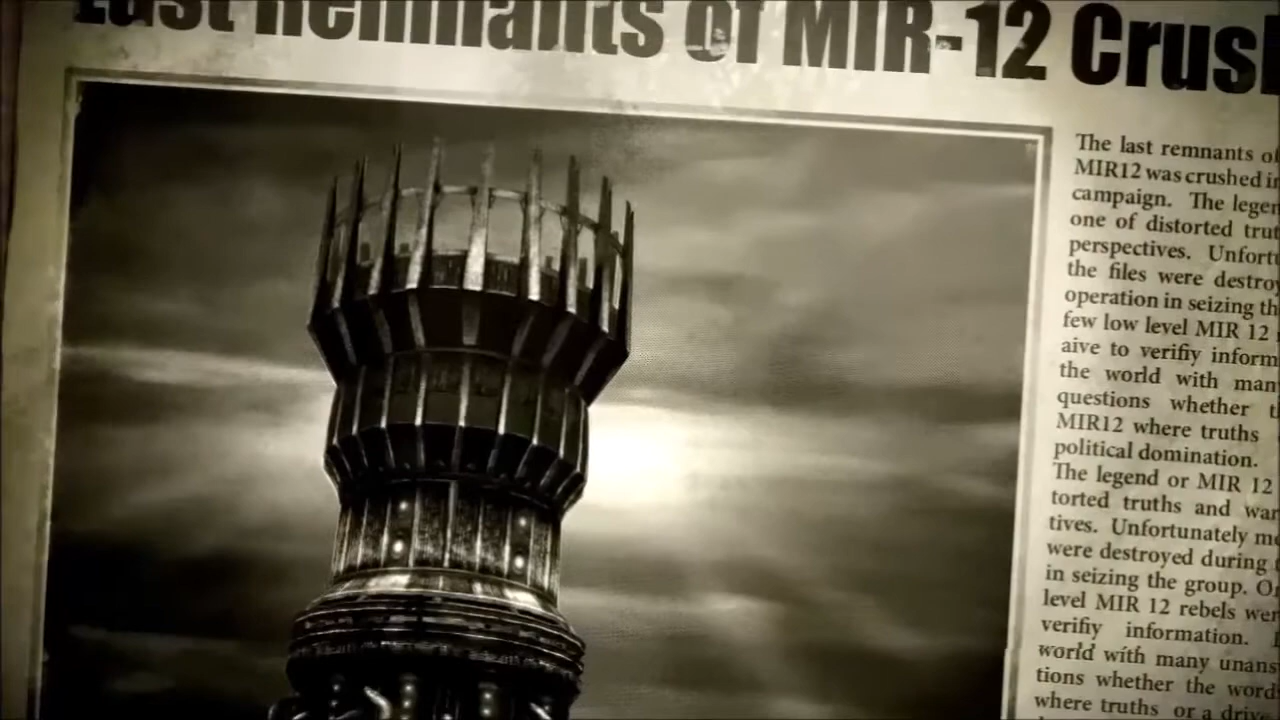 Last Remnants of MIR-12 Crush
The last remnants of
MIR12 was crushed in
campaign. The legen
one of distorted trut
perspectives. Unfortu
the files were destroy
operation in seizing th
few low level MIR 12
aive to verifiy inform
the world with man
questions whether t
MIR12 where truths
political domination.
The legend or MIR 12
torted truths and war
tives. Unfortunately mo
were destroyed during t
in seizing the group. Of
level MIR 12 rebels wer
verifiy information.
world with many unans
tions whether the word
where truths or a drive